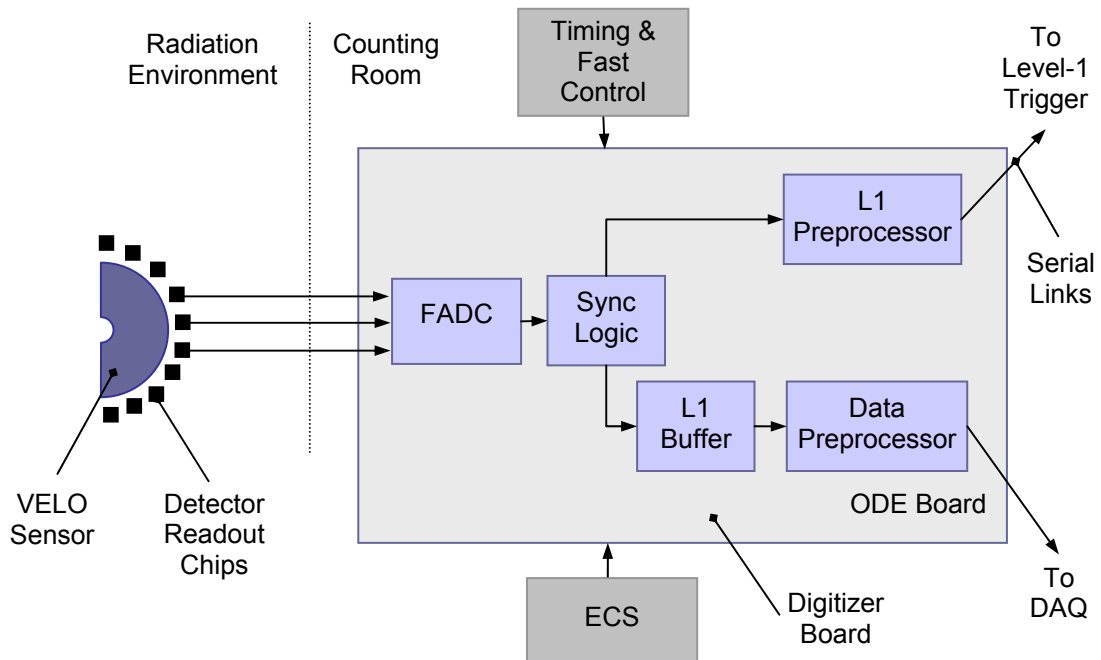 Radiation
Environment
Counting
Room
Timing &
Fast
Control
To
Level-1
Trigger
L1
Preprocessor
Serial
Links
FADC
Sync
Logic
L1
Buffer
Data
Preprocessor
ODE Board
VELO
Sensor
Detector
Readout
Chips
ECS
Digitizer
Board
To
DAQ